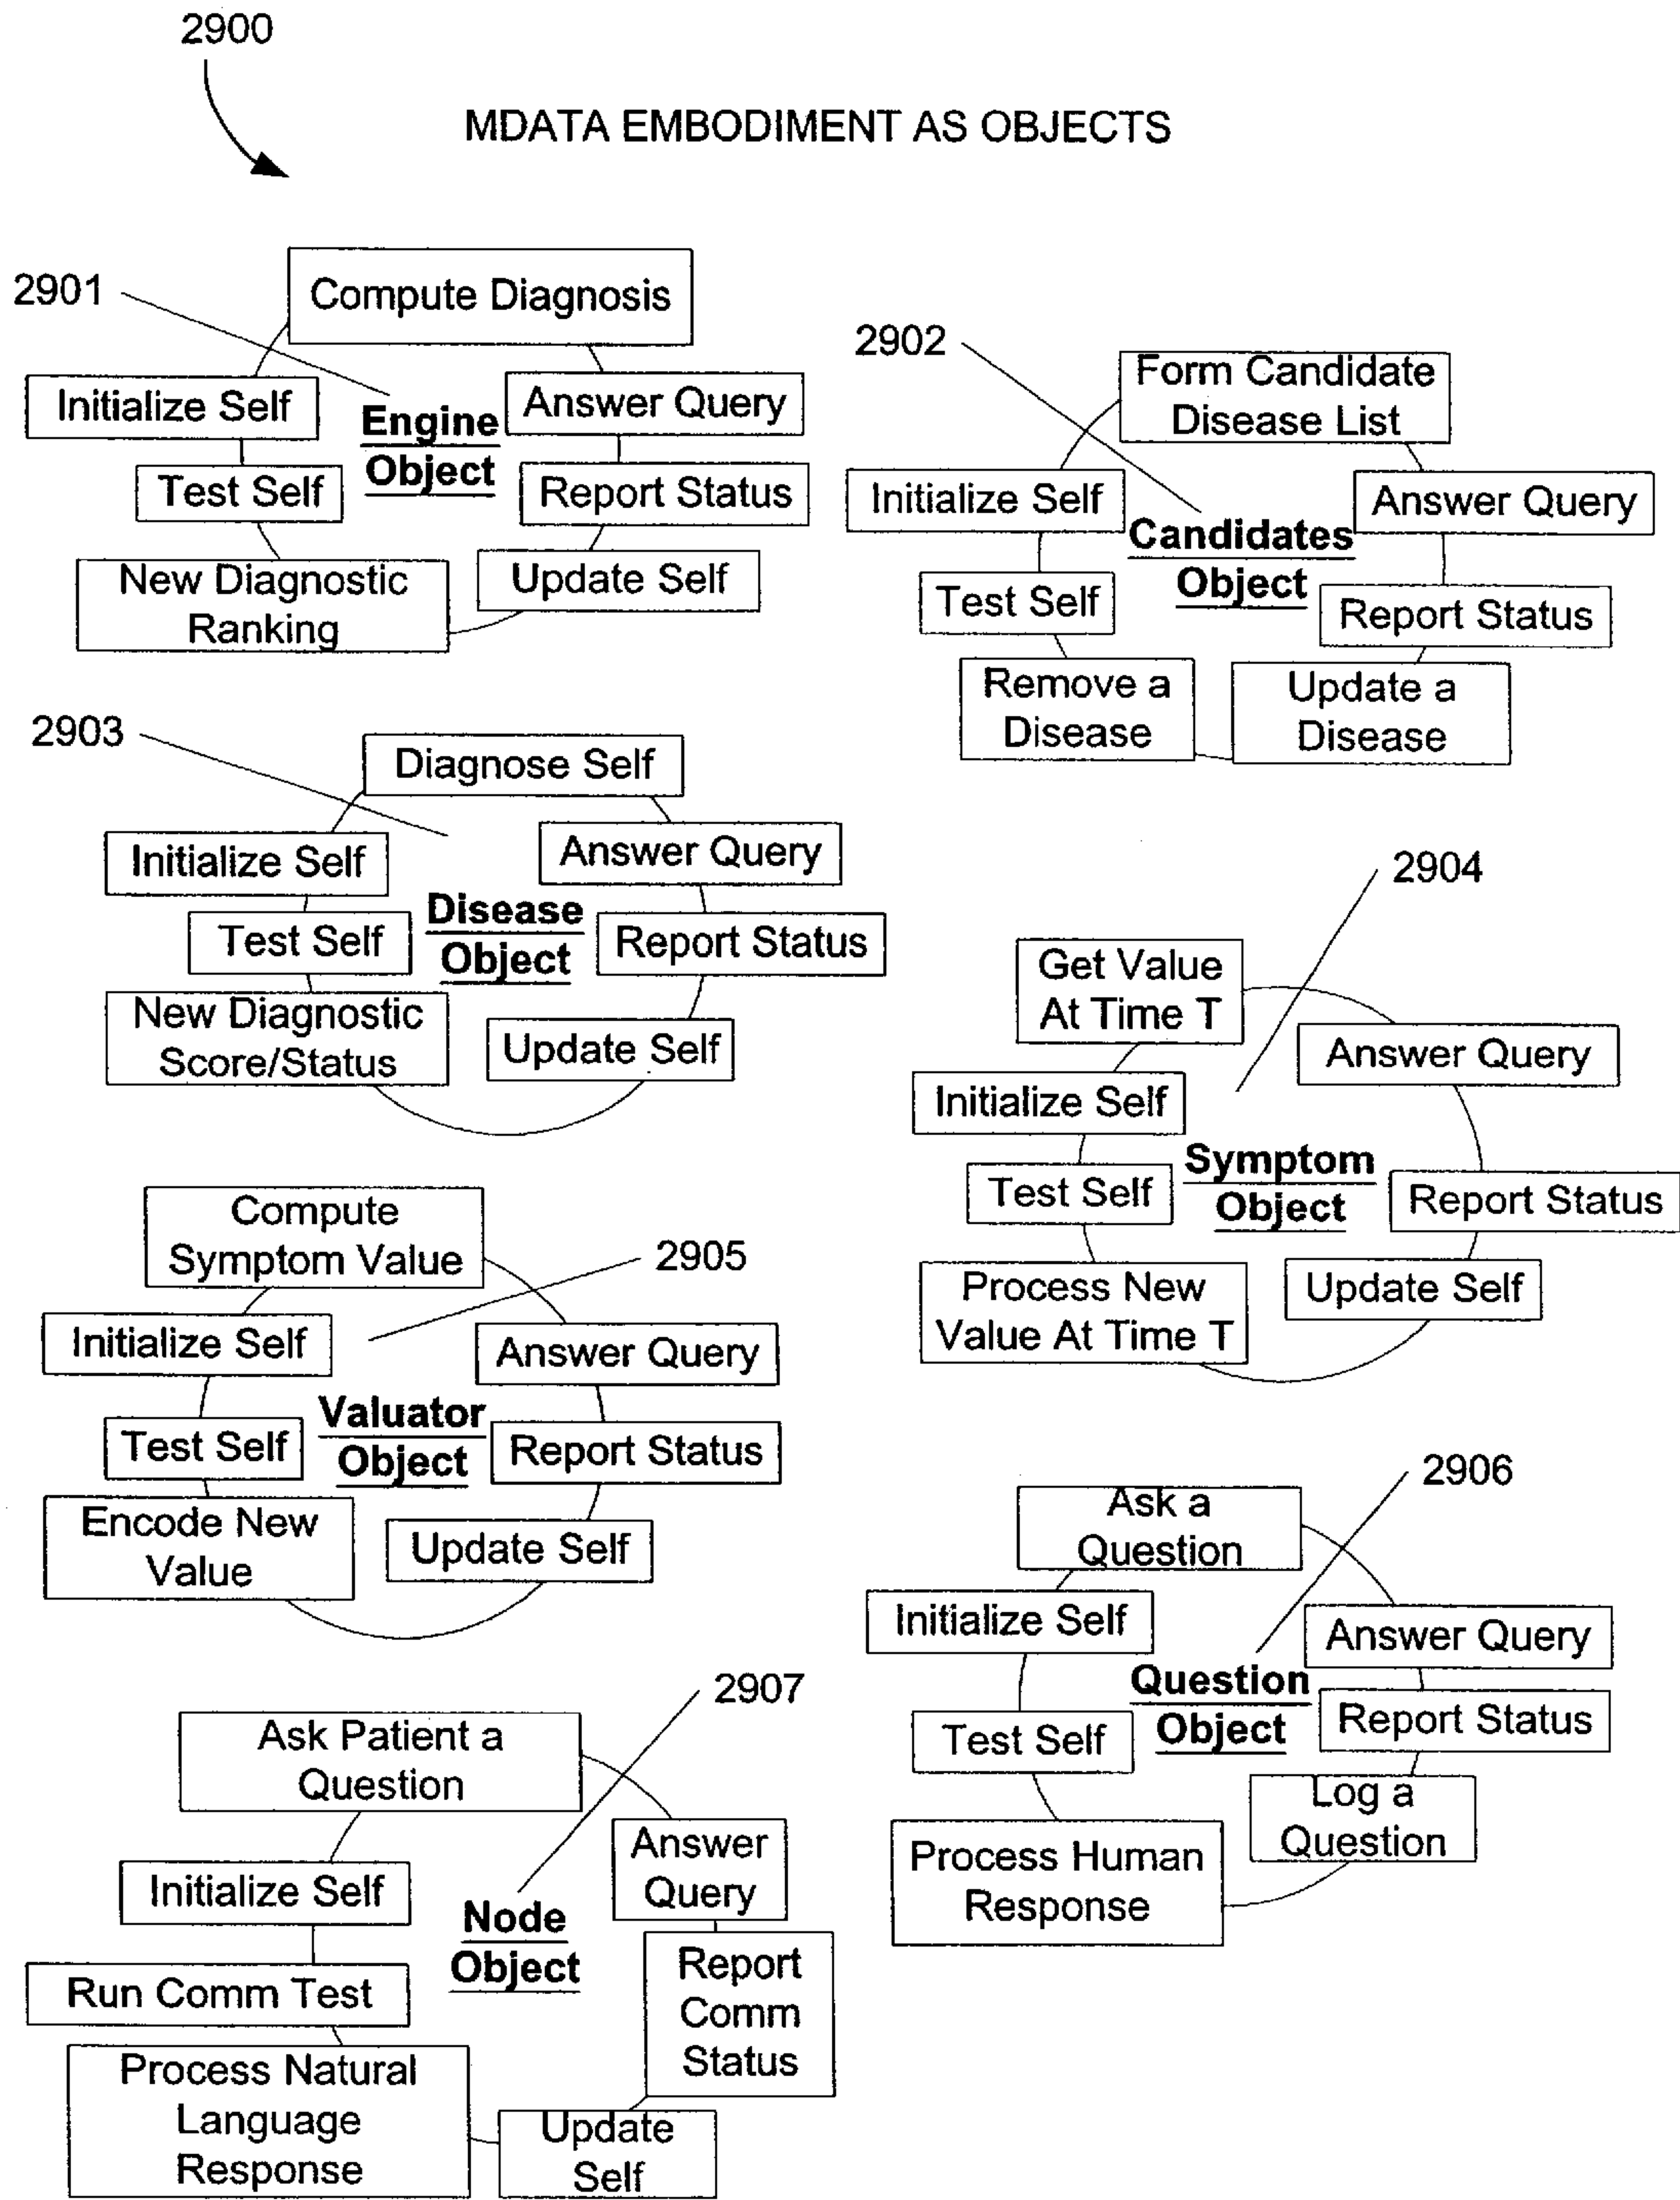 2900
MDATA EMBODIMENT AS OBJECTS
2901
Compute Diagnosis
Initialize Self
Engine
Object
Answer Query
Test Self
Report Status
New Diagnostic
Ranking
Update Self
2902
Form Candidate
Disease List
Initialize Self
Candidates
Object
Answer Query
Test Self
Report Status
Remove a
Disease
Update a
Disease
2903
Diagnose Self
Initialize Self
Answer Query
Disease
Object
Test Self
Report Status
New Diagnostic
Score/Status
Update Self
2904
Get Value
At Time T
Answer Query
Initialize Self
Symptom
Object
Test Self
Report Status
Process New
Value At Time T
Update Self
Compute
Symptom Value
2905
Initialize Self
Answer Query
Valuator
Object
Test Self
Report Status
Encode New
Value
Update Self
2906
Ask a
Question
Initialize Self
Answer Query
Question
Object
Test Self
Report Status
Log a
Question
Process Human
Response
2907
Ask Patient a
Question
Answer
Query
Initialize Self
Node
Object
Run Comm Test
Report
Comm
Status
Process Natural
Language
Response
Update
Self